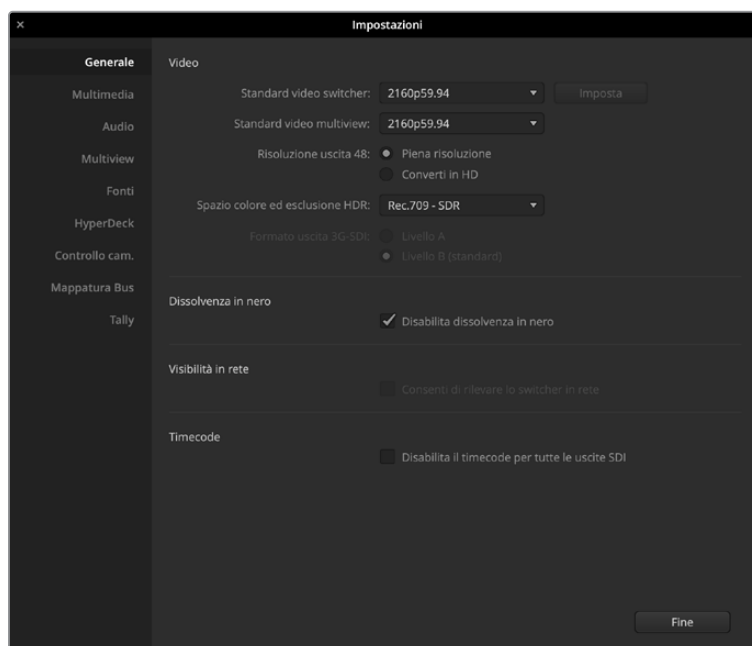 Impostazioni
Generale
Multimedia
Audio
Multiview
Fonti
HyperDeck
Controllo cam.
Mappatura Bus
Tally
Video
Standard video switcher: 2160p59.94 Imposta
Standard video multiview: 2160p59.94
Risoluzione uscita 48: Piena risoluzione
Converti in HD
Spazio colore ed esclusione HDR: Rec.709 - SDR
Formato uscita 3G-SDI: Livello A
Livello B (standard)
Dissolvenza in nero
Disabilita dissolvenza in nero
Visibilità in rete
Consenti di rilevare lo switcher in rete
Timecode
Disabilita il timecode per tutte le uscite SDI
Fine